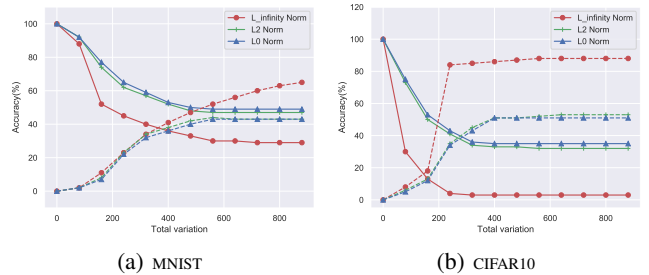 L_infinity Norm
L2 Norm
L0 Norm
Accuracy(%)
100
80
60
40
20
0
0 200 400 600 800
Total variation
(a) MNIST
L_infinity Norm
L2 Norm
L0 Norm
Accuracy(%)
120
100
80
60
40
20
0
0 200 400 600 800
Total variation
(b) CIFAR10